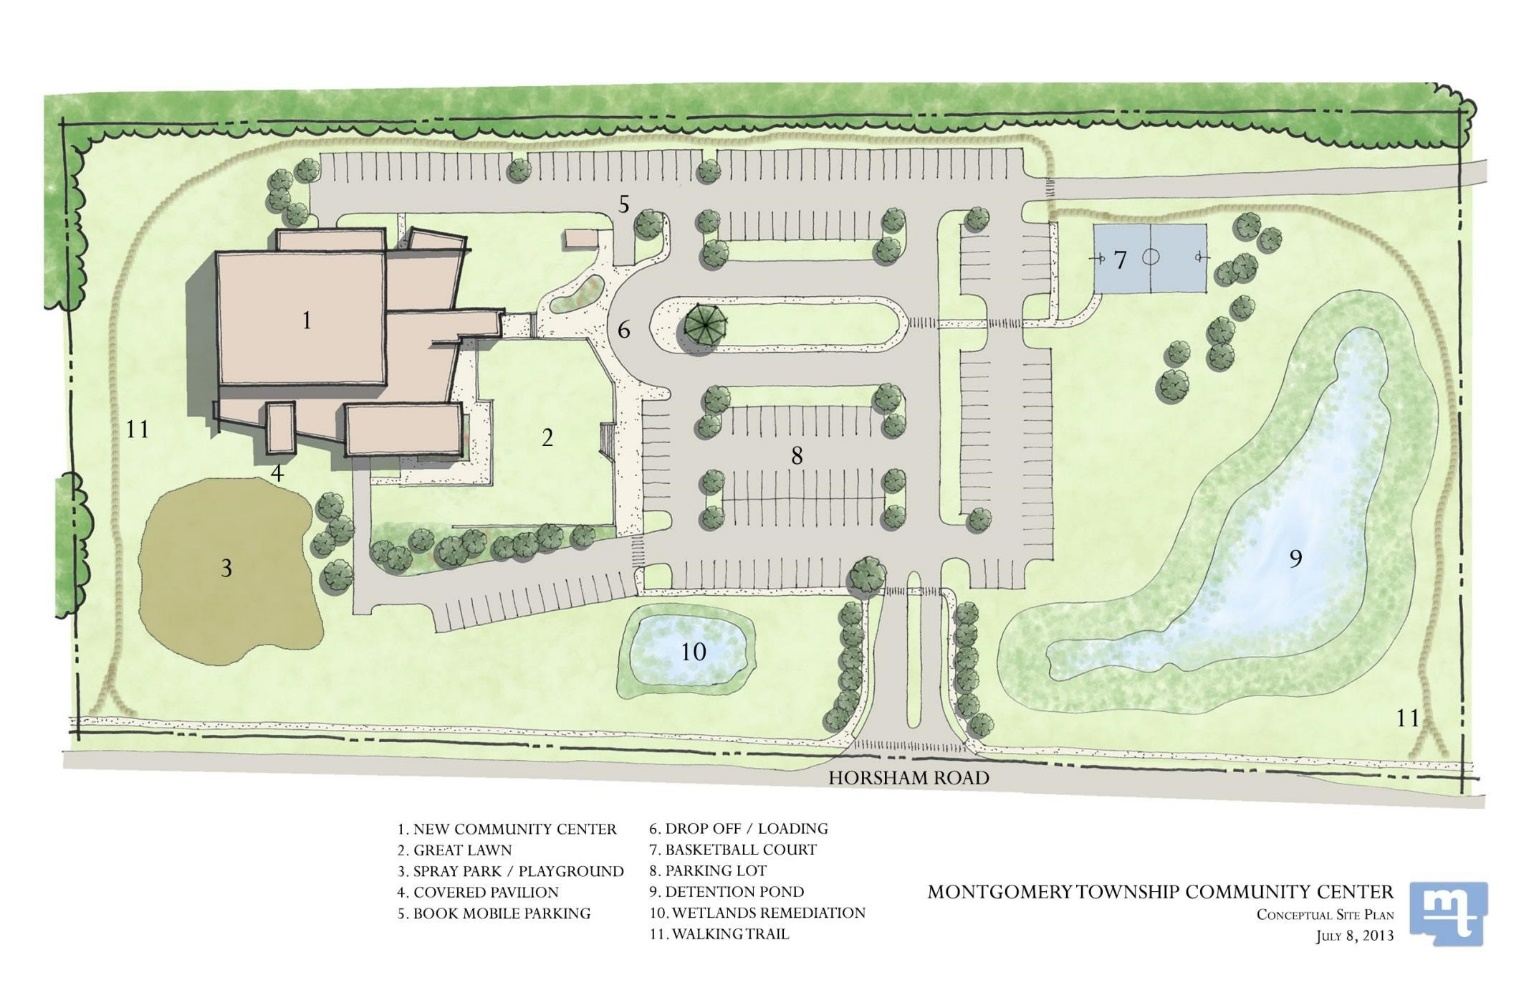 5
7
1
6
11
2
8
4
3
9
10
11
HORSHAM ROAD
1. NEW COMMUNITY CENTER
2. GREAT LAWN
3. SPRAY PARK / PLAYGROUND
4. COVERED PAVILION
5. BOOK MOBILE PARKING
6. DROP OFF / LOADING
7. BASKETBALL COURT
8. PARKING LOT
9. DETENTION POND
10. WETLANDS REMEDIATION
11. WALKING TRAIL
MONTGOMERY TOWNSHIP COMMUNITY CENTER
CONCEPTUAL SITE PLAN
JULY 8, 2013
mt